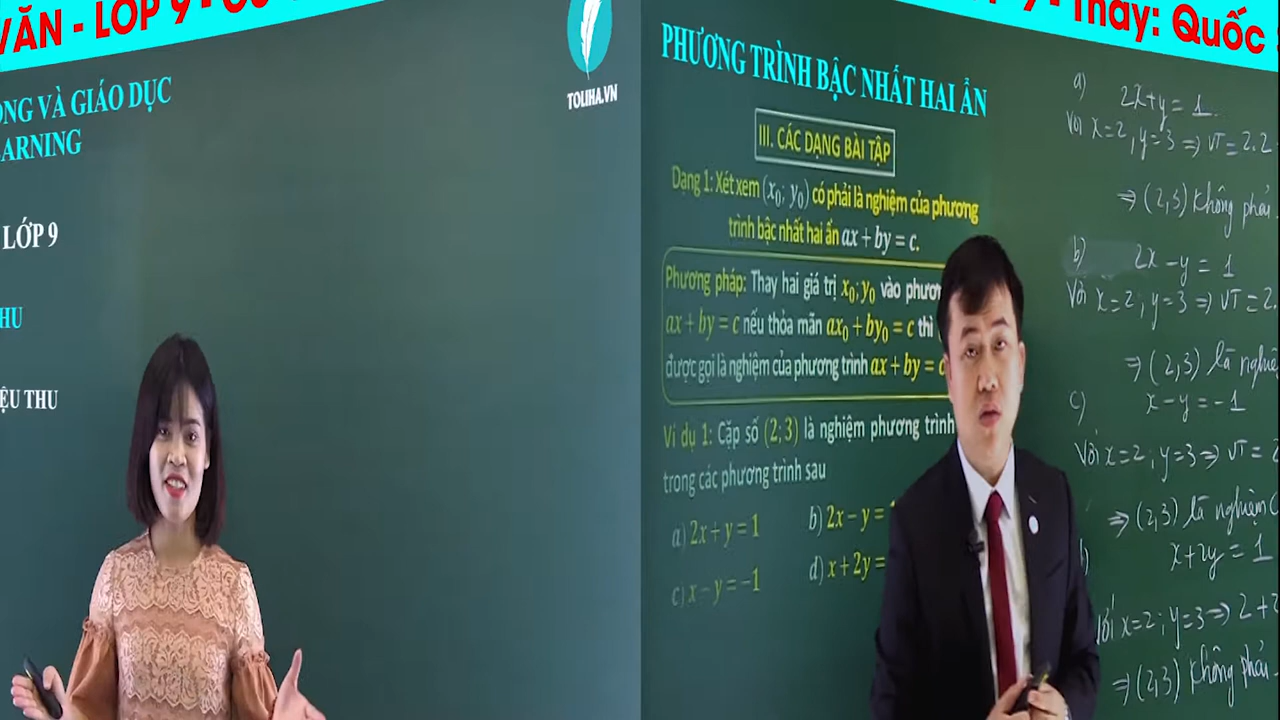 VĂN - LỚP 9
ONG VÀ GIÁO DỤC
EARNING
LỚP 9
HU
ỆU THU
TOLIHA.VN
Thầy: Quốc
PHƯƠNG TRÌNH BẬC NHẤT HAI ẨN
III. CÁC DẠNG BÀI TẬP
Dạng 1: Xét xem (x₀; y₀) có phải là nghiệm của phương
trình bậc nhất hai ẩn ax + by = c.
Phương pháp: Thay hai giá trị x₀; y₀ vào phươn
ax + by = c nếu thỏa mãn ax₀ + by₀ = c thì
được gọi là nghiệm của phương trình ax + by = c
Ví dụ 1: Cặp số (2; 3) là nghiệm phương trình
trong các phương trình sau
a) 2x + y = 1
b) 2x − y =
c) x − y = −1
d) x + 2y =
a) 2x+y = 1
Với x=2, y=3 ⇒ VT = 2.2
⇒ (2,3) không phải
b) 2x − y = 1
Với x=2, y=3 ⇒ VT = 2.
⇒ (2,3) là nghiệ
c) x − y = −1
Với x=2, y=3 ⇒ VT =
⇒ (2,3) là nghiệm
x + 2y = 1
Với x=2, y=3 ⇒ 2+2
⇒ (2,3) không phải